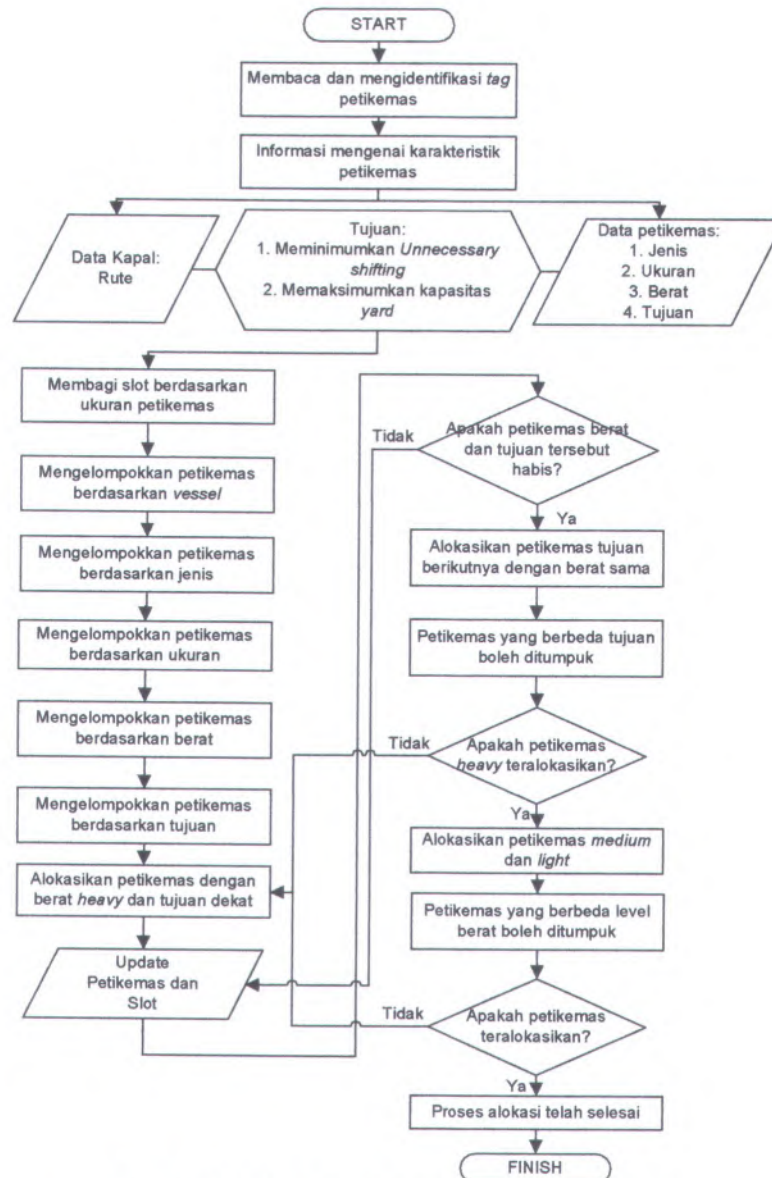 START
Membaca dan mengidentifikasi tag
petikemas
Informasi mengenai karakteristik
petikemas
Data Kapal:
Rute
Tujuan:
1. Meminimumkan Unnecessary
shifting
2. Memaksimumkan kapasitas
yard
Data petikemas:
1. Jenis
2. Ukuran
3. Berat
4. Tujuan
Membagi slot berdasarkan
ukuran petikemas
Mengelompokkan petikemas
berdasarkan vessel
Mengelompokkan petikemas
berdasarkan jenis
Mengelompokkan petikemas
berdasarkan ukuran
Mengelompokkan petikemas
berdasarkan berat
Mengelompokkan petikemas
berdasarkan tujuan
Alokasikan petikemas dengan
berat heavy dan tujuan dekat
Update
Petikemas dan
Slot
Apakah petikemas berat
dan tujuan tersebut
habis?
Tidak
Ya
Alokasikan petikemas tujuan
berikutnya dengan berat sama
Petikemas yang berbeda tujuan
boleh ditumpuk
Apakah petikemas
heavy teralokasikan?
Tidak
Ya
Alokasikan petikemas medium
dan light
Petikemas yang berbeda level
berat boleh ditumpuk
Apakah petikemas
teralokasikan?
Tidak
Ya
Proses alokasi telah selesai
FINISH